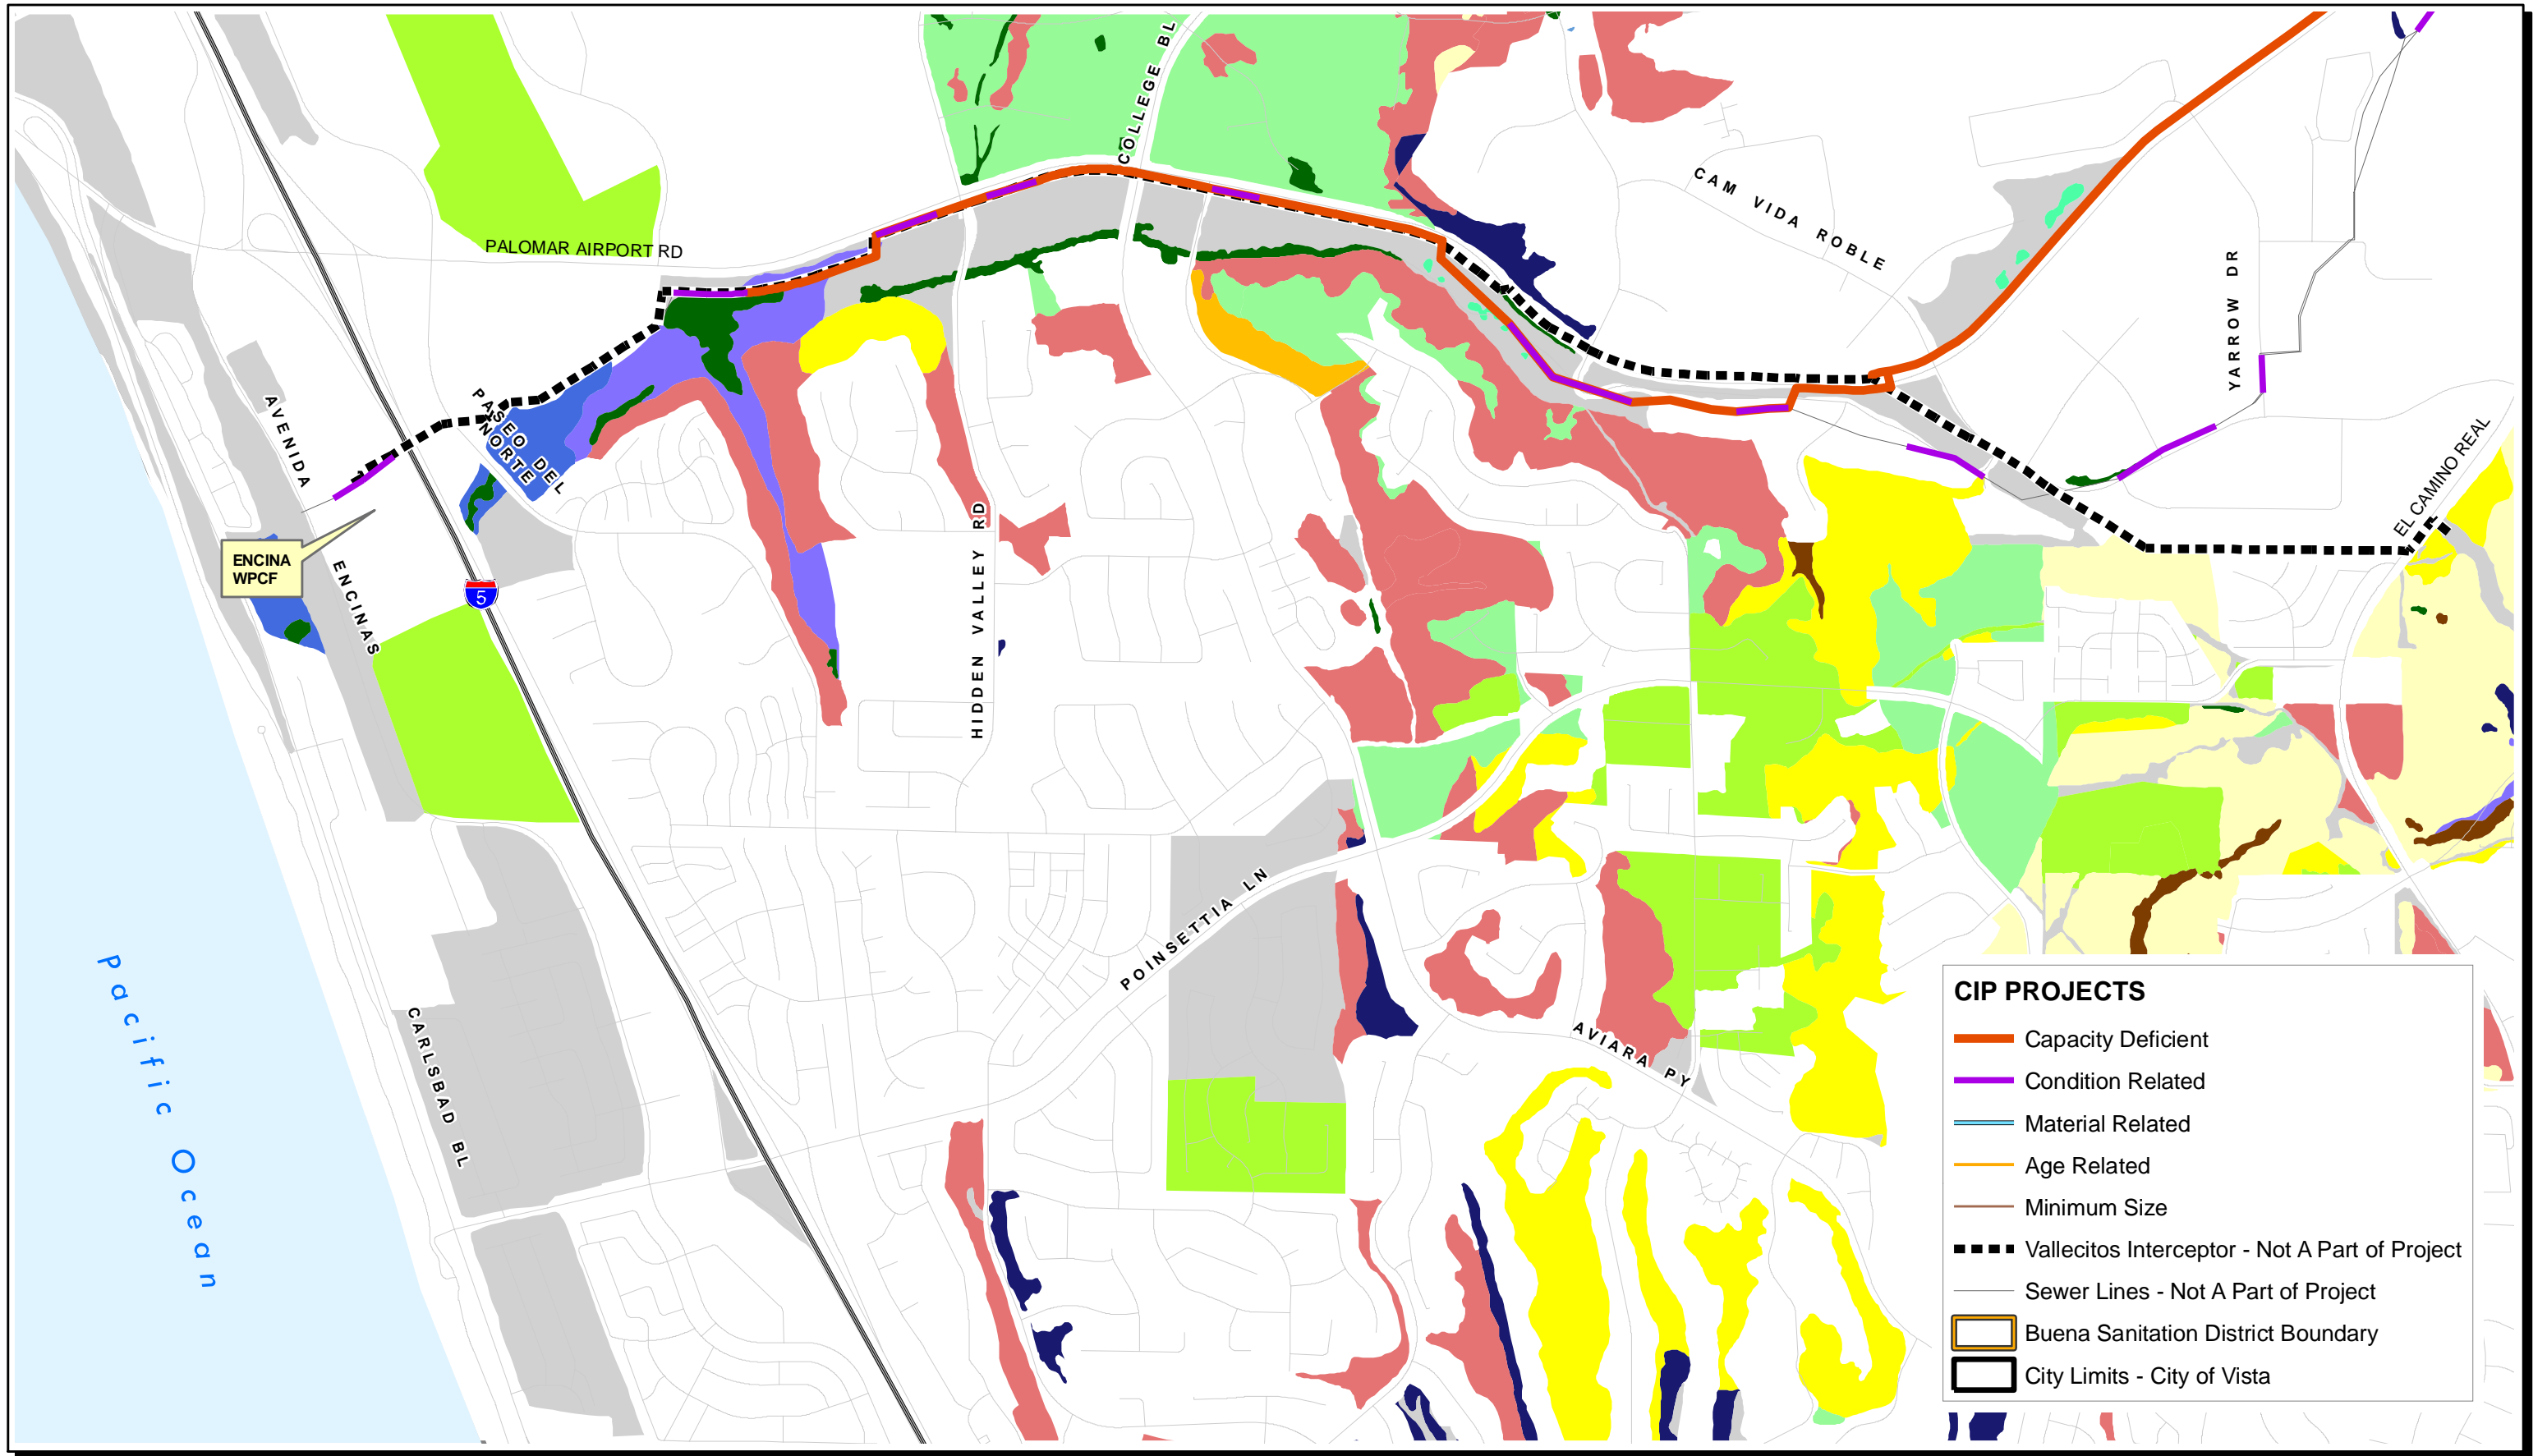 COLLEGE BL
CAM VIDA ROBLE
PALOMAR AIRPORT RD
YARROW DR
AVENIDA
ENCINAS
PASEO DEL
NORTE
EL CAMINO REAL
ENCINA
WPCF
5
HIDDEN VALLEY RD
POINSETTIA LN
AVIARA PY
CARLSBAD BL
Pacific Ocean
CIP PROJECTS
Capacity Deficient
Condition Related
Material Related
Age Related
Minimum Size
Vallecitos Interceptor - Not A Part of Project
Sewer Lines - Not A Part of Project
Buena Sanitation District Boundary
City Limits - City of Vista